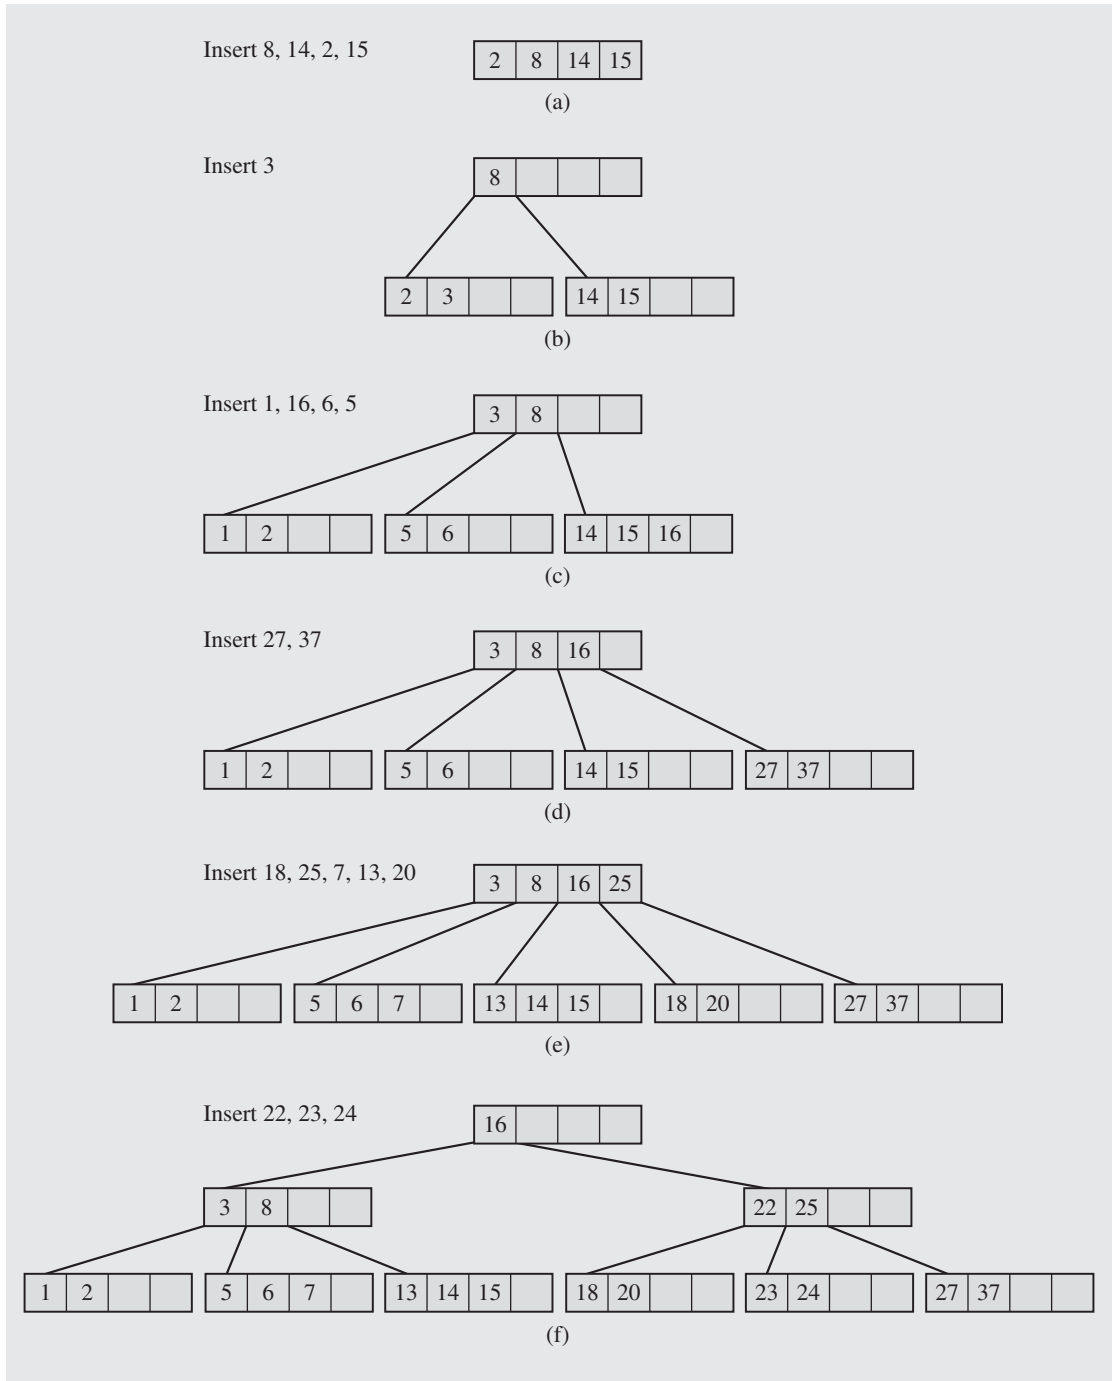 Insert 8, 14, 2, 15
2 8 14 15
(a)
Insert 3
8
2 3 14 15
(b)
Insert 1, 16, 6, 5
3 8
1 2 5 6 14 15 16
(c)
Insert 27, 37
3 8 16
1 2 5 6 14 15 27 37
(d)
Insert 18, 25, 7, 13, 20
3 8 16 25
1 2 5 6 7 13 14 15 18 20 27 37
(e)
Insert 22, 23, 24
16
3 8 22 25
1 2 5 6 7 13 14 15 18 20 23 24 27 37
(f)